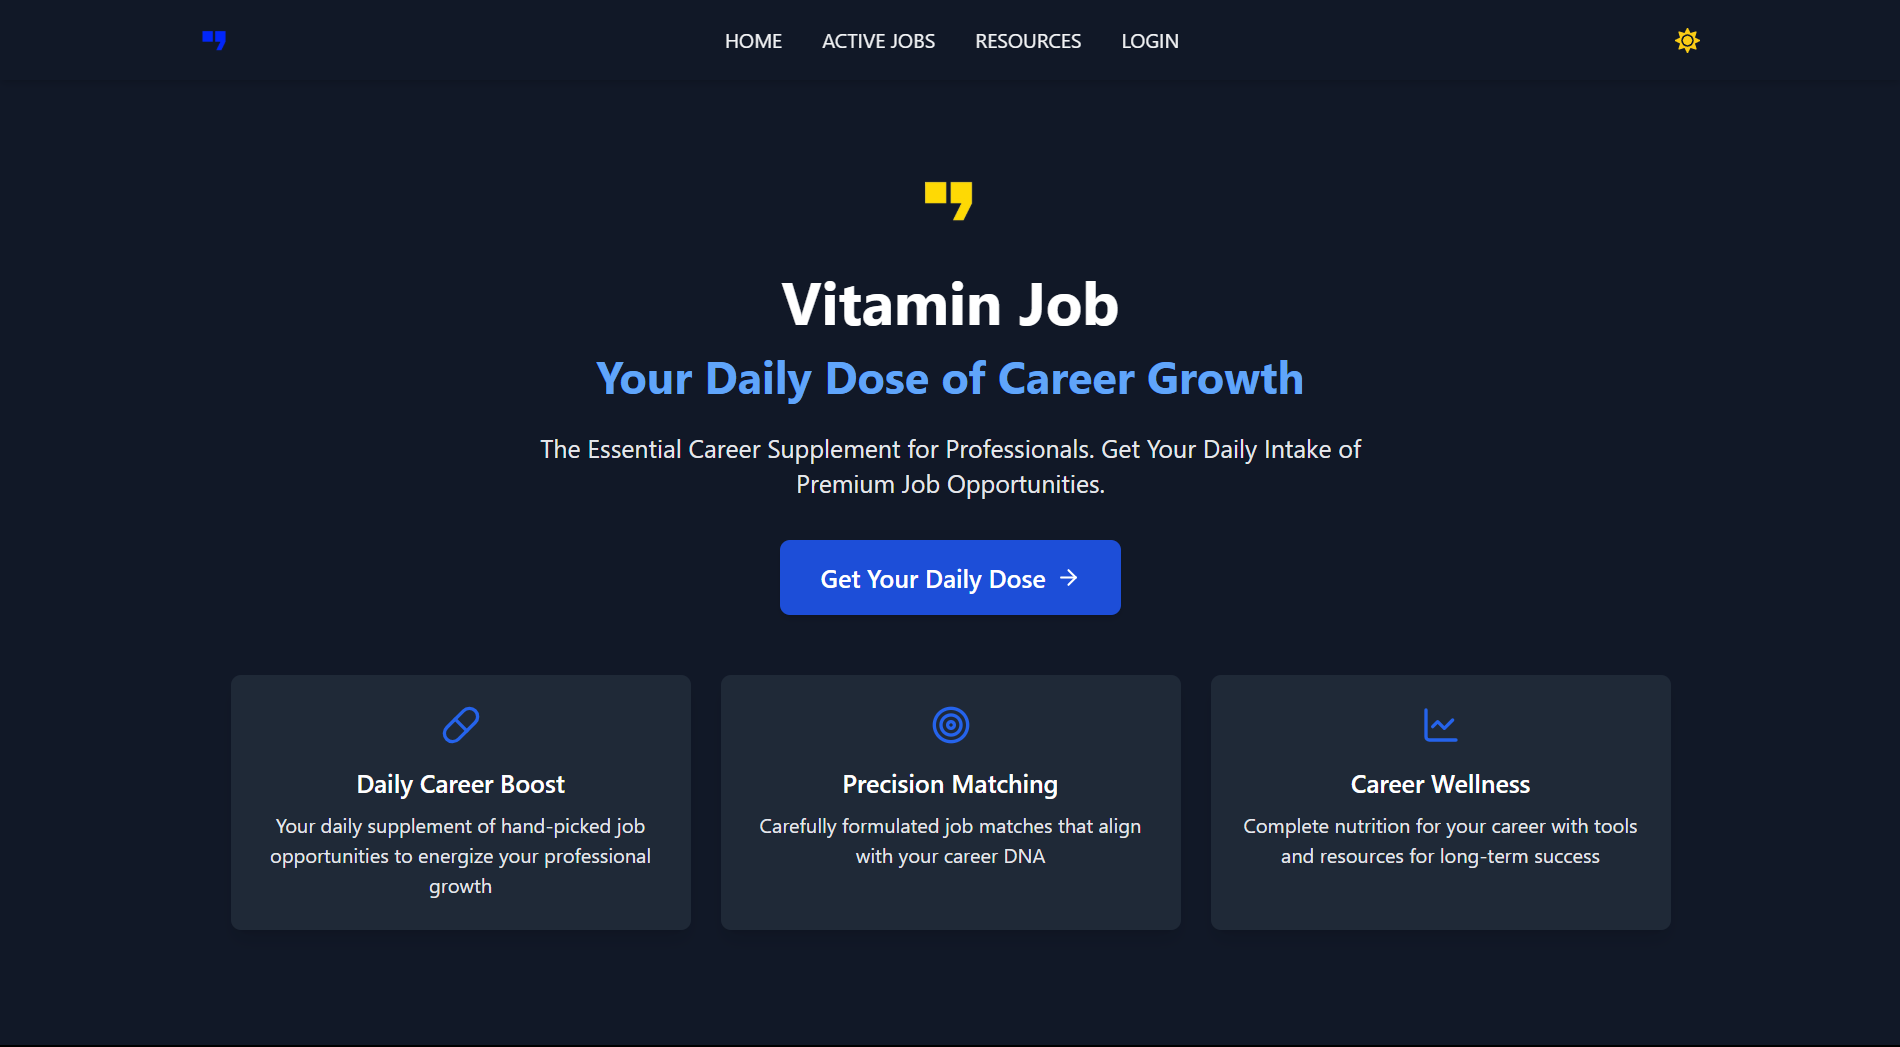 HOME ACTIVE JOBS RESOURCES LOGIN
Vitamin Job
Your Daily Dose of Career Growth
The Essential Career Supplement for Professionals. Get Your Daily Intake of
Premium Job Opportunities.
Get Your Daily Dose →
Daily Career Boost
Your daily supplement of hand-picked job
opportunities to energize your professional
growth
Precision Matching
Carefully formulated job matches that align
with your career DNA
Career Wellness
Complete nutrition for your career with tools
and resources for long-term success